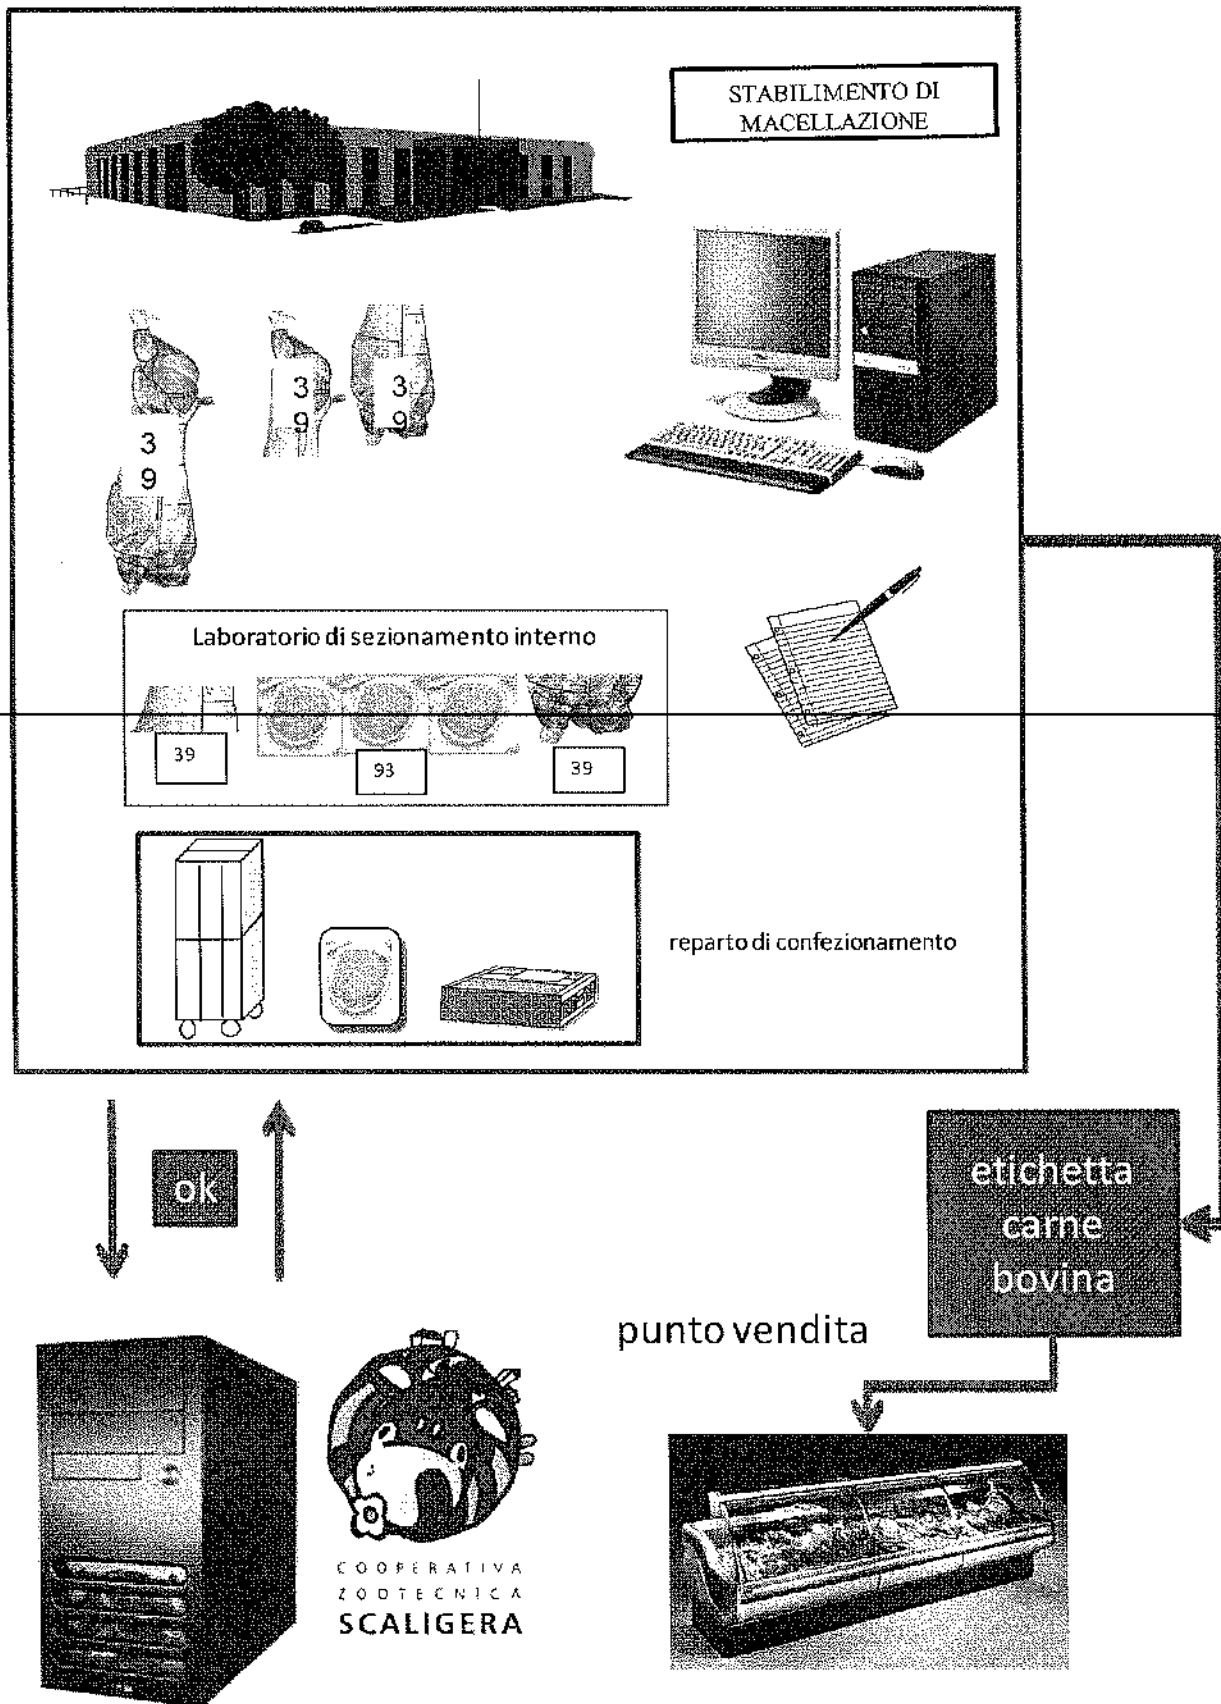 STABILIMENTO DI
MACELLAZIONE
3
9
3
9
3
9
Laboratorio di sezionamento interno
39
93
39
reparto di confezionamento
ok
etichetta
carne
bovina
punto vendita
COOPERATIVA
ZOOTECNICA
SCALIGERA